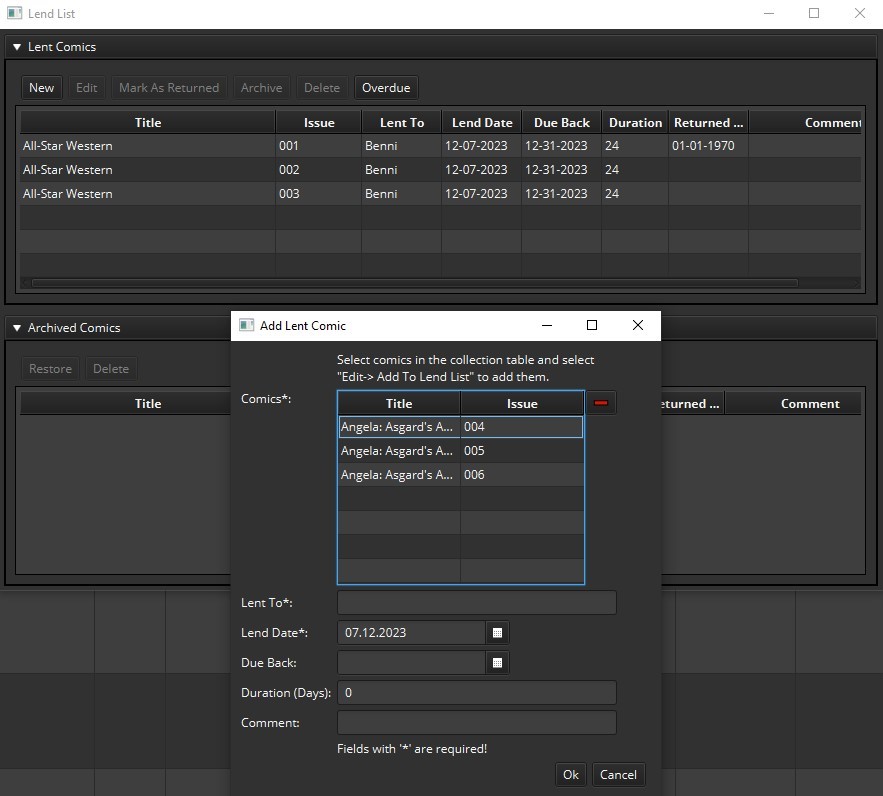 Lend List
Lent Comics
New Edit Mark As Returned Archive Delete Overdue
Title Issue Lent To Lend Date Due Back Duration Returned ... Comment
All-Star Western 001 Benni 12-07-2023 12-31-2023 24 01-01-1970
All-Star Western 002 Benni 12-07-2023 12-31-2023 24
All-Star Western 003 Benni 12-07-2023 12-31-2023 24
Archived Comics
Restore Delete
Title eturned ... Comment
Add Lent Comic
Select comics in the collection table and select
"Edit-> Add To Lend List" to add them.
Comics*:
Title Issue
Angela: Asgard's A... 004
Angela: Asgard's A... 005
Angela: Asgard's A... 006
Lent To*:
Lend Date*: 07.12.2023
Due Back:
Duration (Days): 0
Comment:
Fields with '*' are required!
Ok Cancel